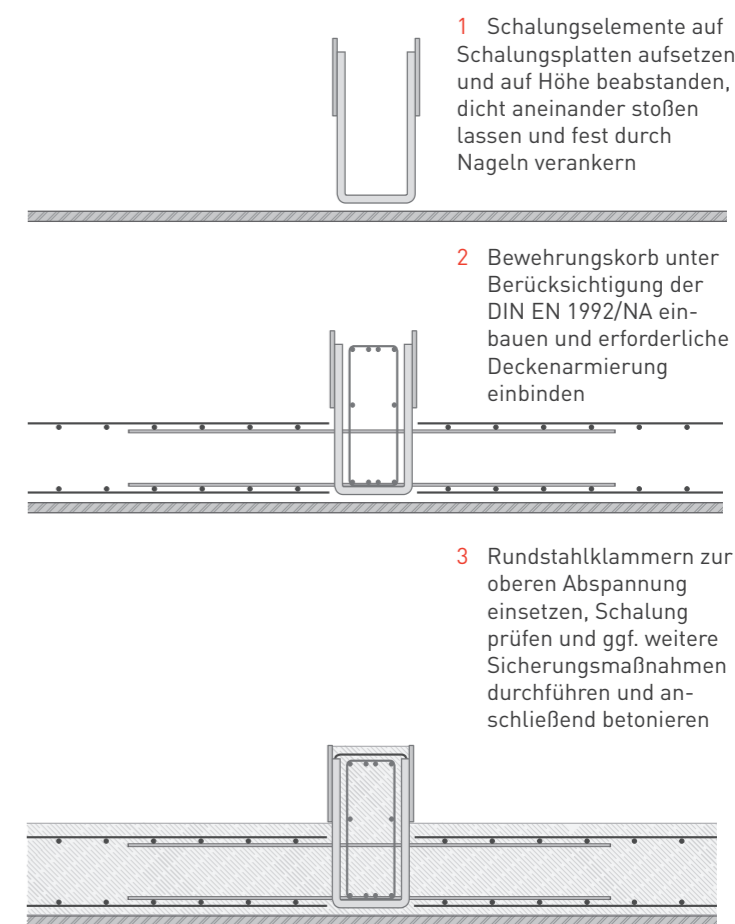 1 Schalungselemente auf
Schalungsplatten aufsetzen
und auf Höhe beabstanden,
dicht aneinander stoßen
lassen und fest durch
Nageln verankern
2 Bewehrungskorb unter
Berücksichtigung der
DIN EN 1992/NA ein-
bauen und erforderliche
Deckenarmierung
einbinden
3 Rundstahlklammern zur
oberen Abspannung
einsetzen, Schalung
prüfen und ggf. weitere
Sicherungsmaßnahmen
durchführen und an-
schließend betonieren